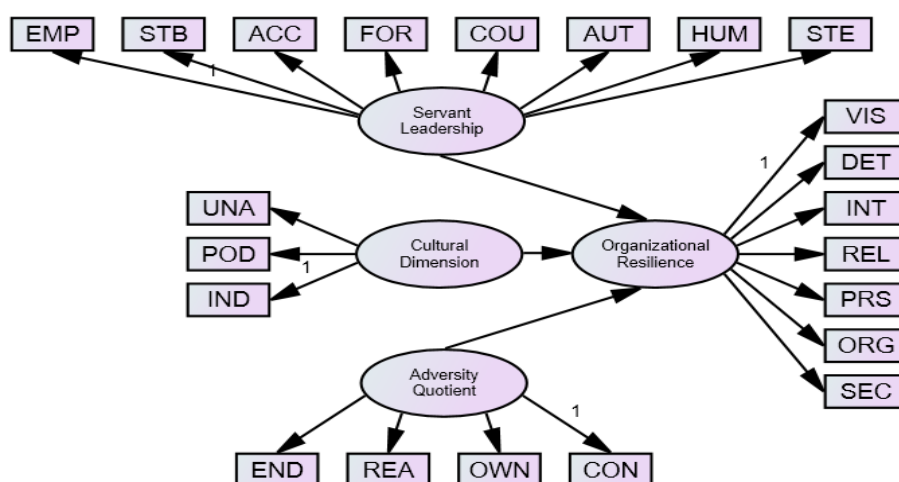 EMP STB ACC FOR COU AUT HUM STE
1
Servant
Leadership
VIS
1
DET
INT
REL
PRS
ORG
SEC
UNA
POD
1
IND
Cultural
Dimension
Organizational
Resilience
Adversity
Quotient
1
END REA OWN CON